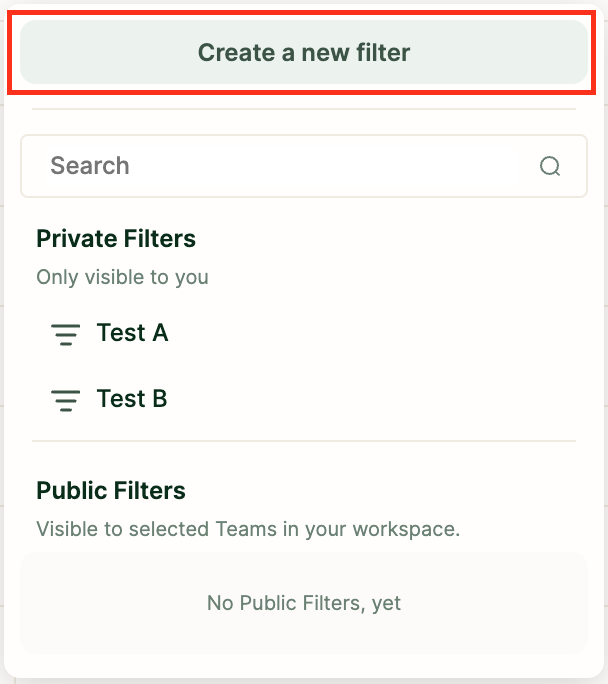 Create a new filter
Search
Private Filters
Only visible to you
Test A
Test B
Public Filters
Visible to selected Teams in your workspace.
No Public Filters, yet